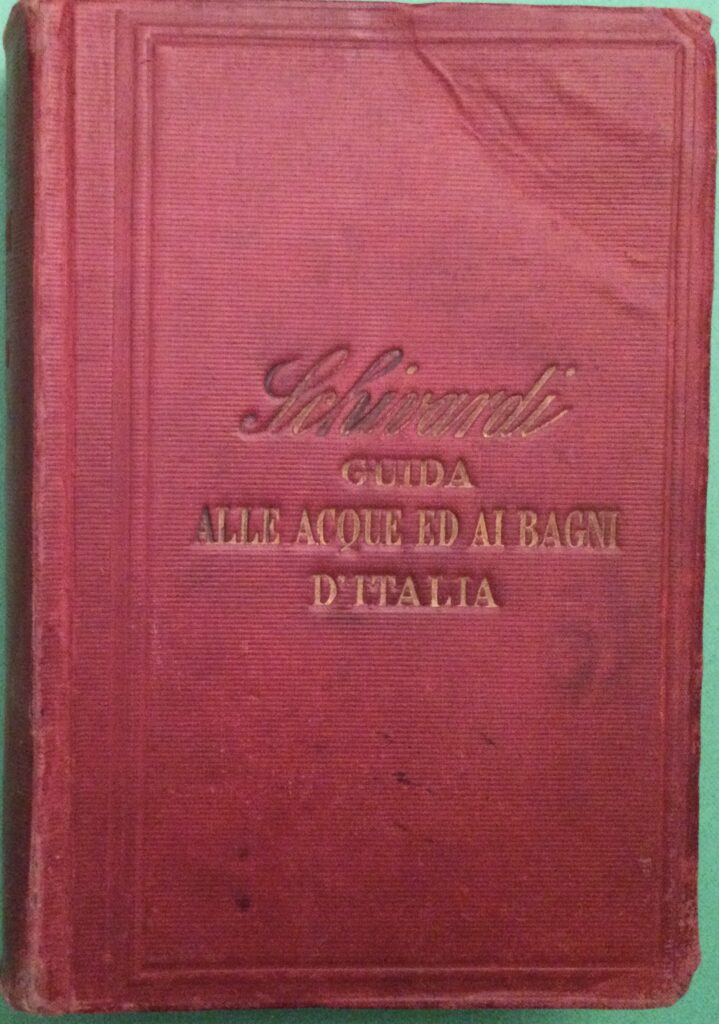 Schivardi
GUIDA
ALLE ACQUE ED AI BAGNI
D'ITALIA